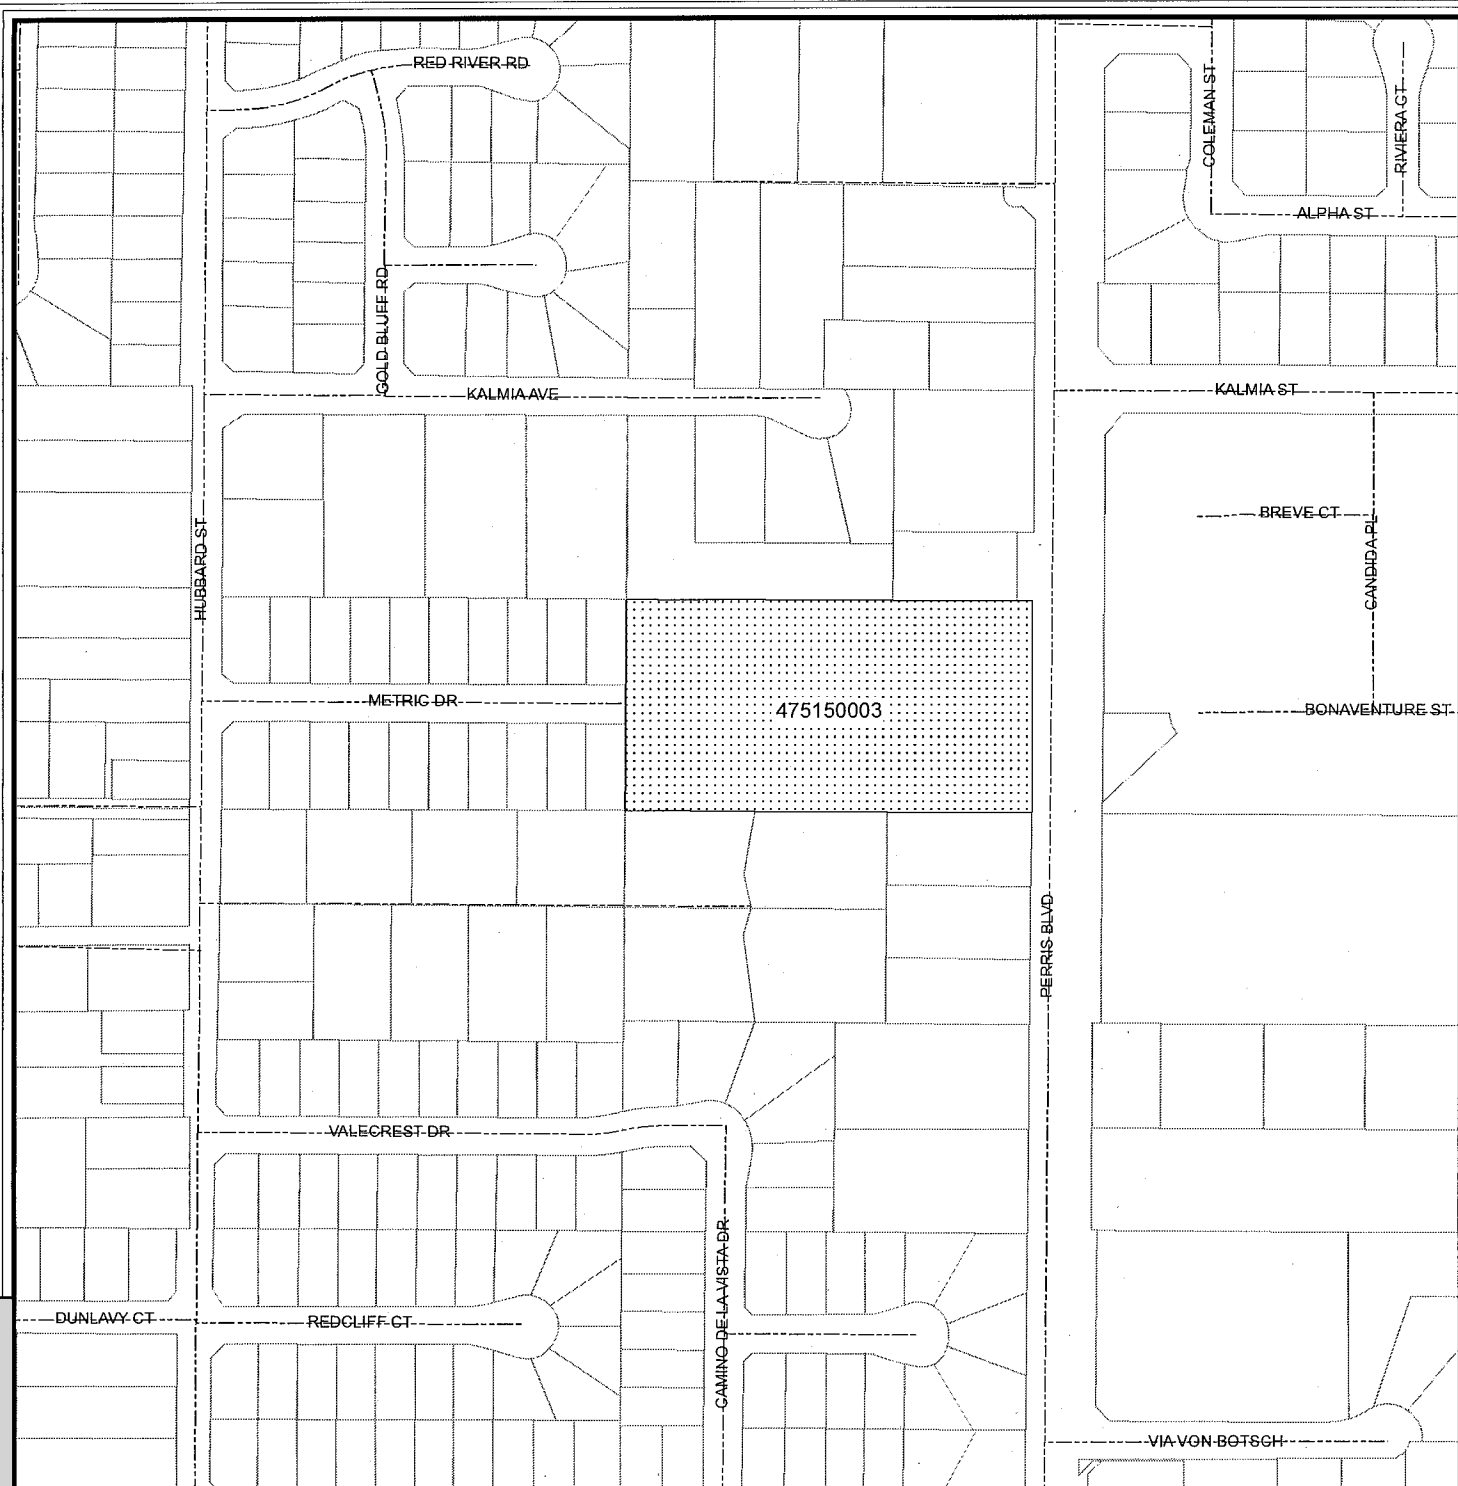 RED RIVER RD
COLEMAN ST
RIVIERA CT
ALPHA ST
GOLD BLUFF RD
KALMIA AVE
KALMIA ST
BREVE CT
CANDIDA PL
HUBBARD ST
METRIC DR
475150003
BONAVENTURE ST
PERRIS BLVD
VALECREST DR
CAMINO DE LA VISTA DR
DUNLAVY CT
REDCLIFF CT
VIA VON BOTSCH